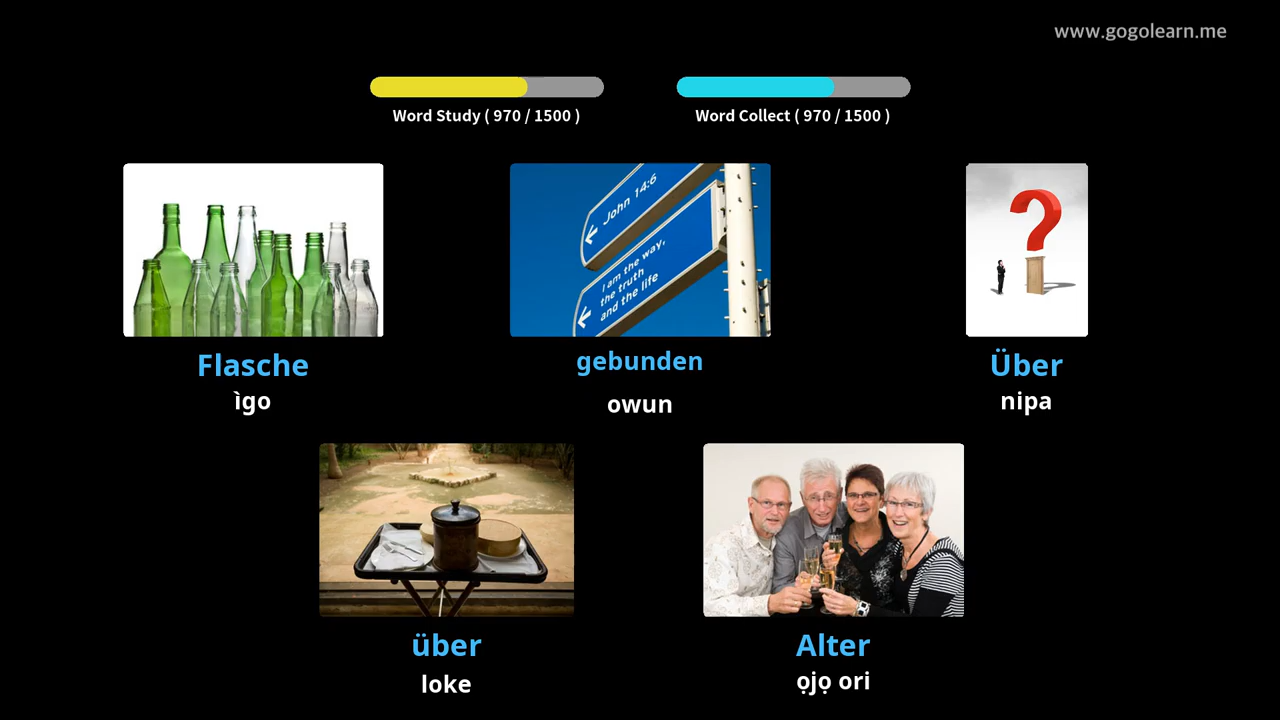 www.gogolearn.me
Word Study ( 970 / 1500 )
Word Collect ( 970 / 1500 )
John 14:6
I am the way,
the truth
and the life
Flasche
ìgo
gebunden
owun
Über
nipa
über
loke
Alter
ọjọ ori